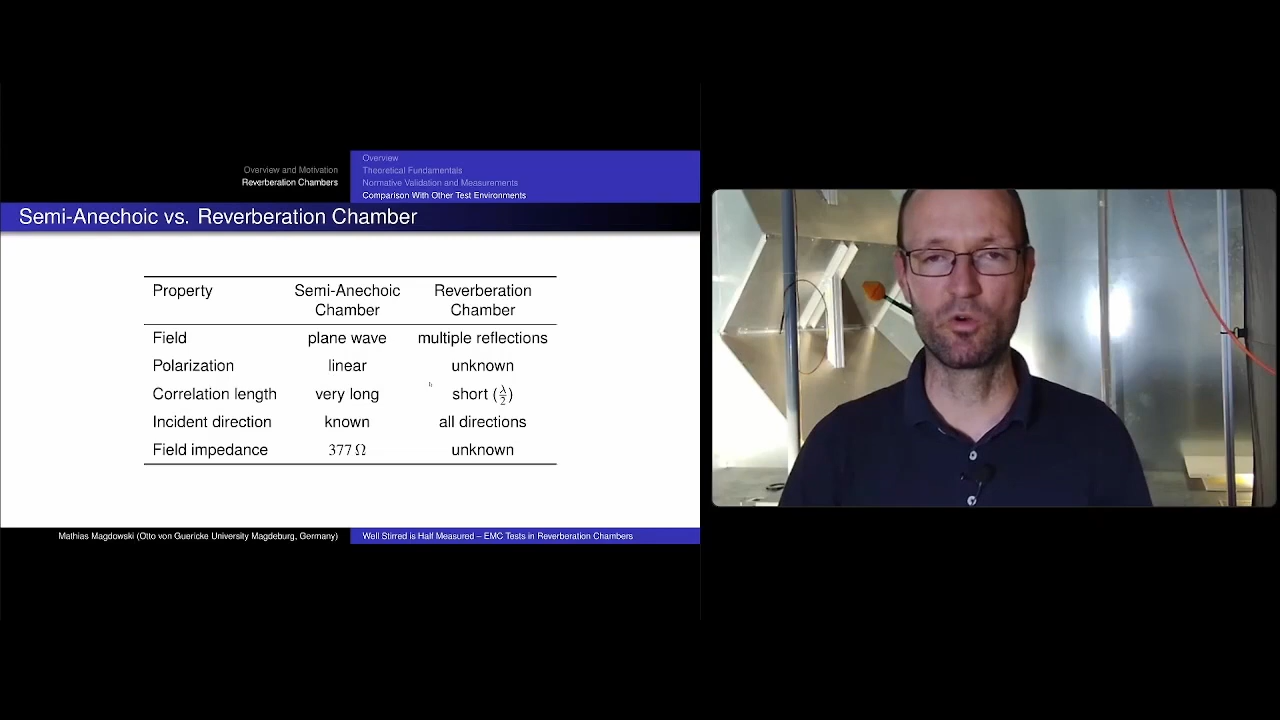 Overview and Motivation
Reverberation Chambers
Overview
Theoretical Fundamentals
Normative Validation and Measurements
Comparison With Other Test Environments
Semi-Anechoic vs. Reverberation Chamber
Property Semi-Anechoic Chamber Reverberation Chamber
Field plane wave multiple reflections
Polarization linear unknown
Correlation length very long short (λ/2)
Incident direction known all directions
Field impedance 377 Ω unknown
Mathias Magdowski (Otto von Guericke University Magdeburg, Germany)
Well Stirred is Half Measured – EMC Tests in Reverberation Chambers